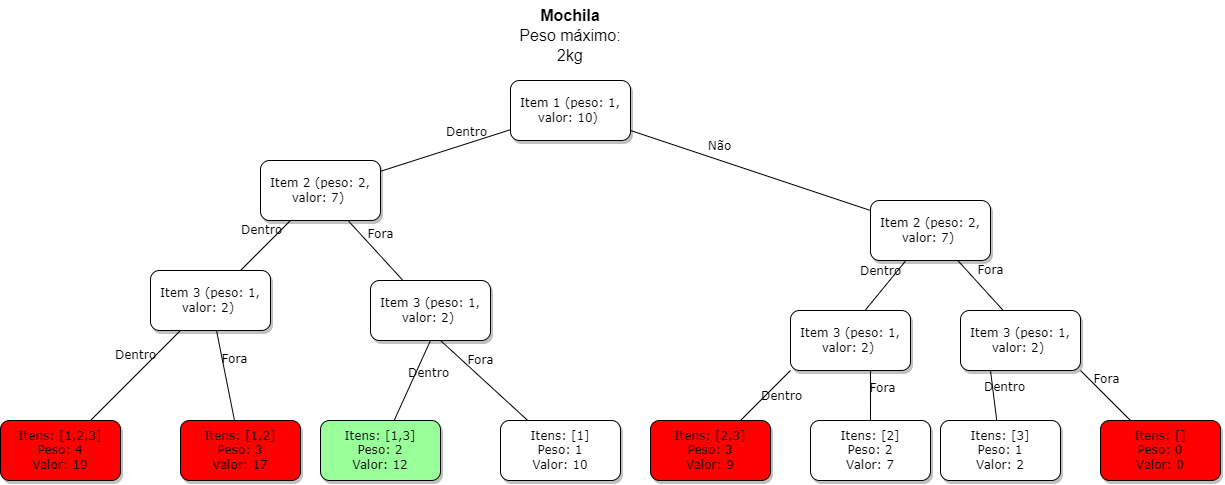 Mochila
Peso máximo:
2kg
Item 1 (peso: 1,
valor: 10)
Dentro
Não
Item 2 (peso: 2,
valor: 7)
Item 2 (peso: 2,
valor: 7)
Dentro
Fora
Dentro
Fora
Item 3 (peso: 1,
valor: 2)
Item 3 (peso: 1,
valor: 2)
Item 3 (peso: 1,
valor: 2)
Item 3 (peso: 1,
valor: 2)
Dentro
Fora
Dentro
Fora
Dentro
Fora
Dentro
Fora
Itens: [1,2,3]
Peso: 4
Valor: 19
Itens: [1,2]
Peso: 3
Valor: 17
Itens: [1,3]
Peso: 2
Valor: 12
Itens: [1]
Peso: 1
Valor: 10
Itens: [2,3]
Peso: 3
Valor: 9
Itens: [2]
Peso: 2
Valor: 7
Itens: [3]
Peso: 1
Valor: 2
Itens: []
Peso: 0
Valor: 0